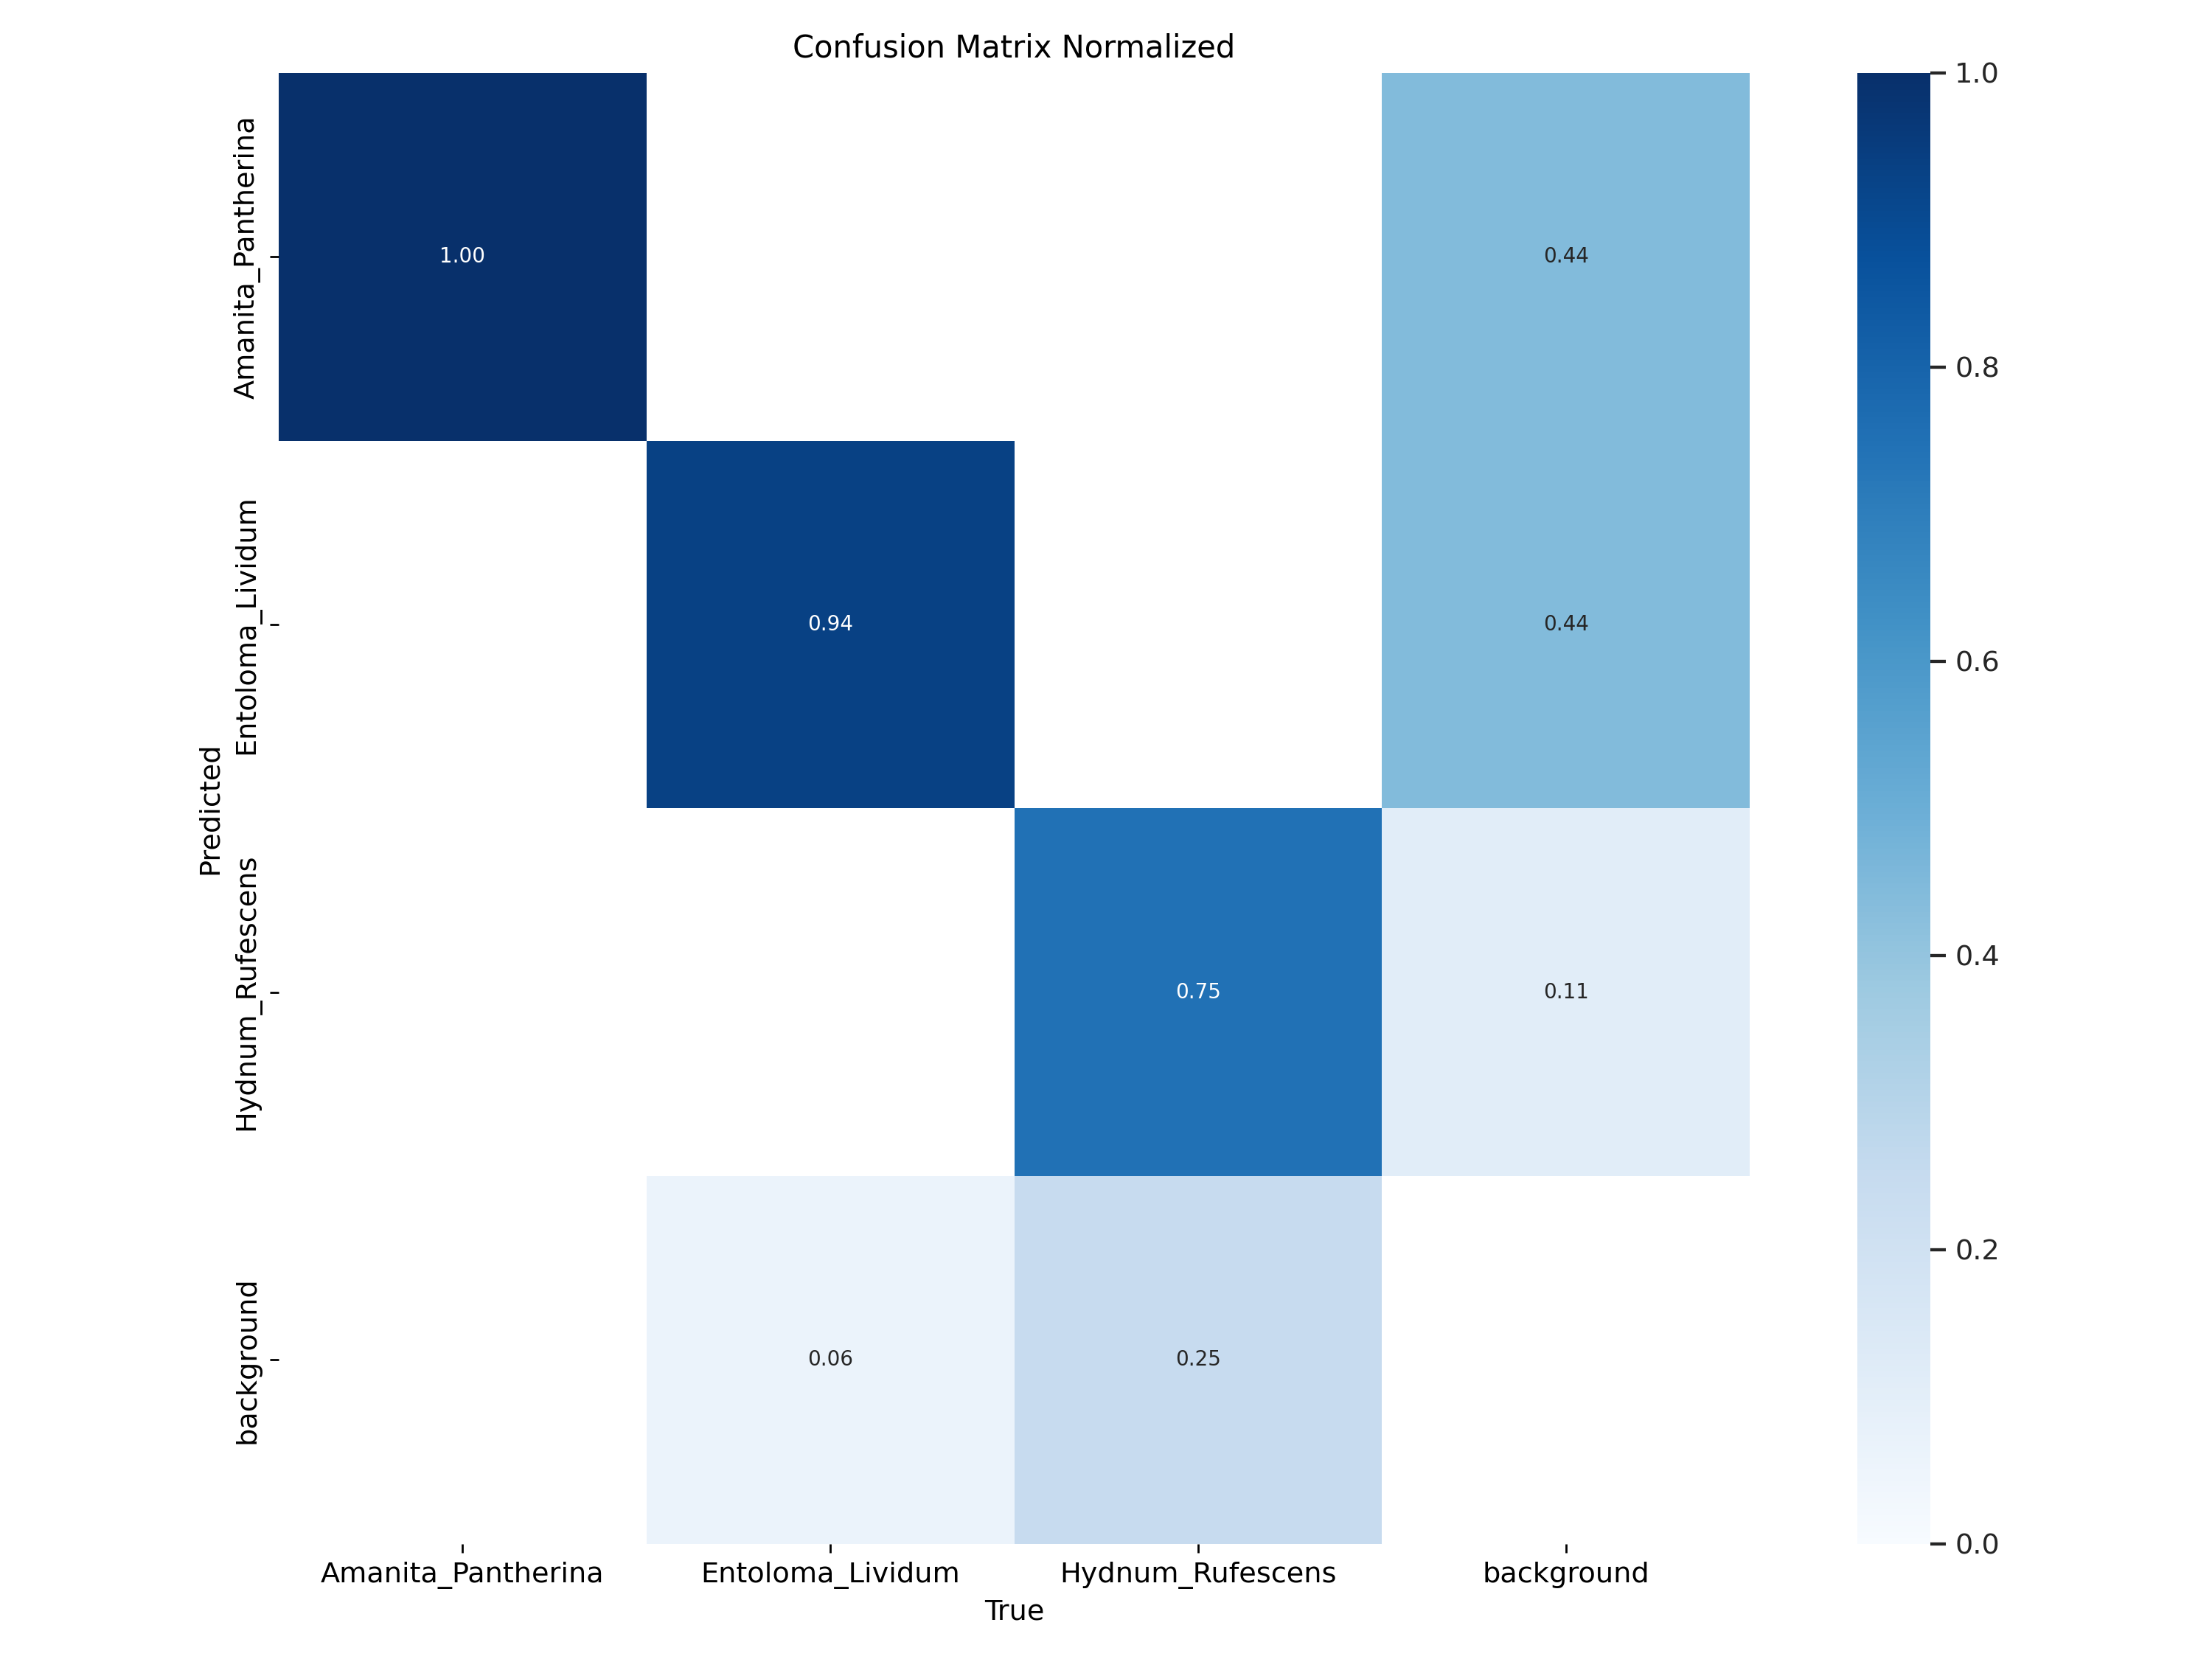 Confusion Matrix Normalized
Predicted
Amanita_Pantherina
Entoloma_Lividum
Hydnum_Rufescens
background
1.00
0.44
0.94
0.44
0.75
0.11
0.06
0.25
Amanita_Pantherina
Entoloma_Lividum
Hydnum_Rufescens
background
True
1.0
0.8
0.6
0.4
0.2
0.0